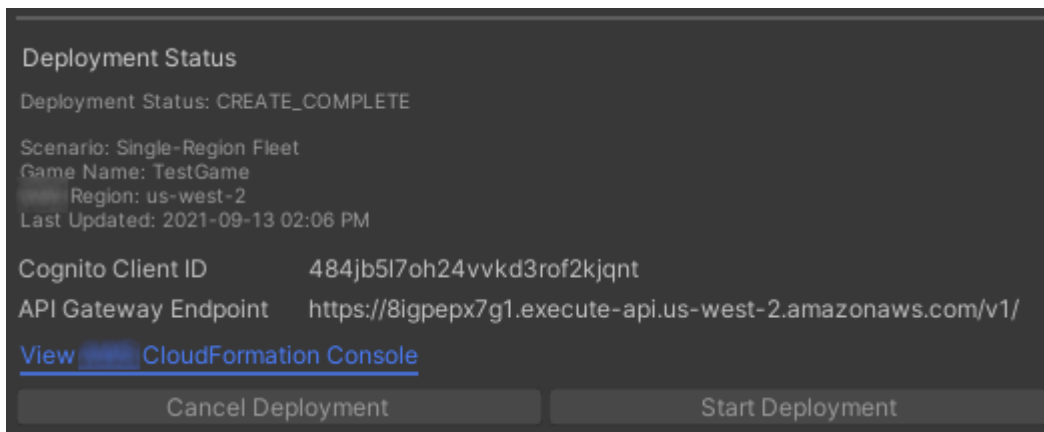 Deployment Status
Deployment Status: CREATE_COMPLETE
Scenario: Single-Region Fleet
Game Name: TestGame
Region: us-west-2
Last Updated: 2021-09-13 02:06 PM
Cognito Client ID 484jb5l7oh24vvkd3rof2kjqnt
API Gateway Endpoint https://8igpepx7g1.execute-api.us-west-2.amazonaws.com/v1/
View CloudFormation Console
Cancel Deployment Start Deployment